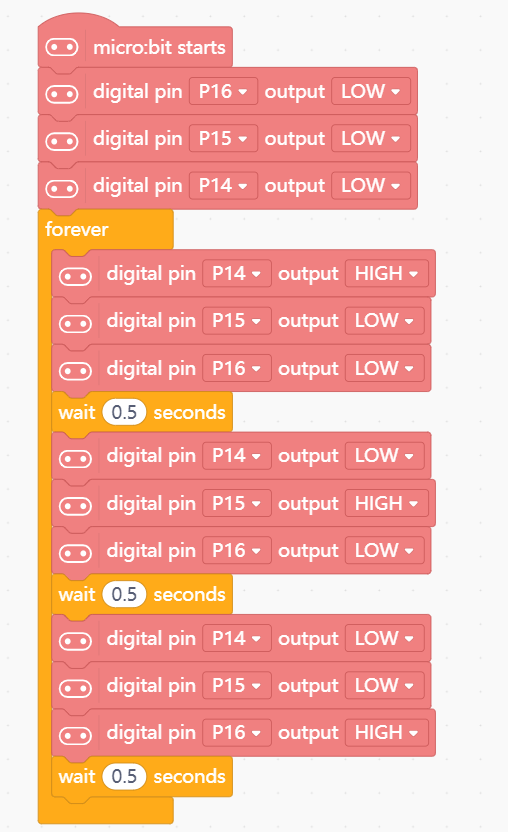 micro:bit starts
digital pin P16 output LOW
digital pin P15 output LOW
digital pin P14 output LOW
forever
digital pin P14 output HIGH
digital pin P15 output LOW
digital pin P16 output LOW
wait 0.5 seconds
digital pin P14 output LOW
digital pin P15 output HIGH
digital pin P16 output LOW
wait 0.5 seconds
digital pin P14 output LOW
digital pin P15 output LOW
digital pin P16 output HIGH
wait 0.5 seconds